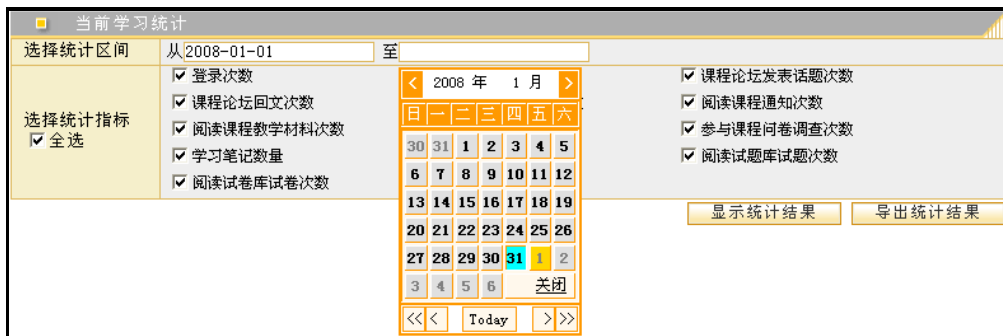 当前学习统计
选择统计区间 从 2008-01-01 至
选择统计指标
全选
登录次数
课程论坛回文次数
阅读课程教学材料次数
学习笔记数量
阅读试卷库试卷次数
课程论坛发表话题次数
阅读课程通知次数
参与课程问卷调查次数
阅读试题库试题次数
< 2008 年 1 月 >
日 一 二 三 四 五 六
30 31 1 2 3 4 5
6 7 8 9 10 11 12
13 14 15 16 17 18 19
20 21 22 23 24 25 26
27 28 29 30 31 1 2
3 4 5 6 关闭
<< < Today > >>
显示统计结果 导出统计结果